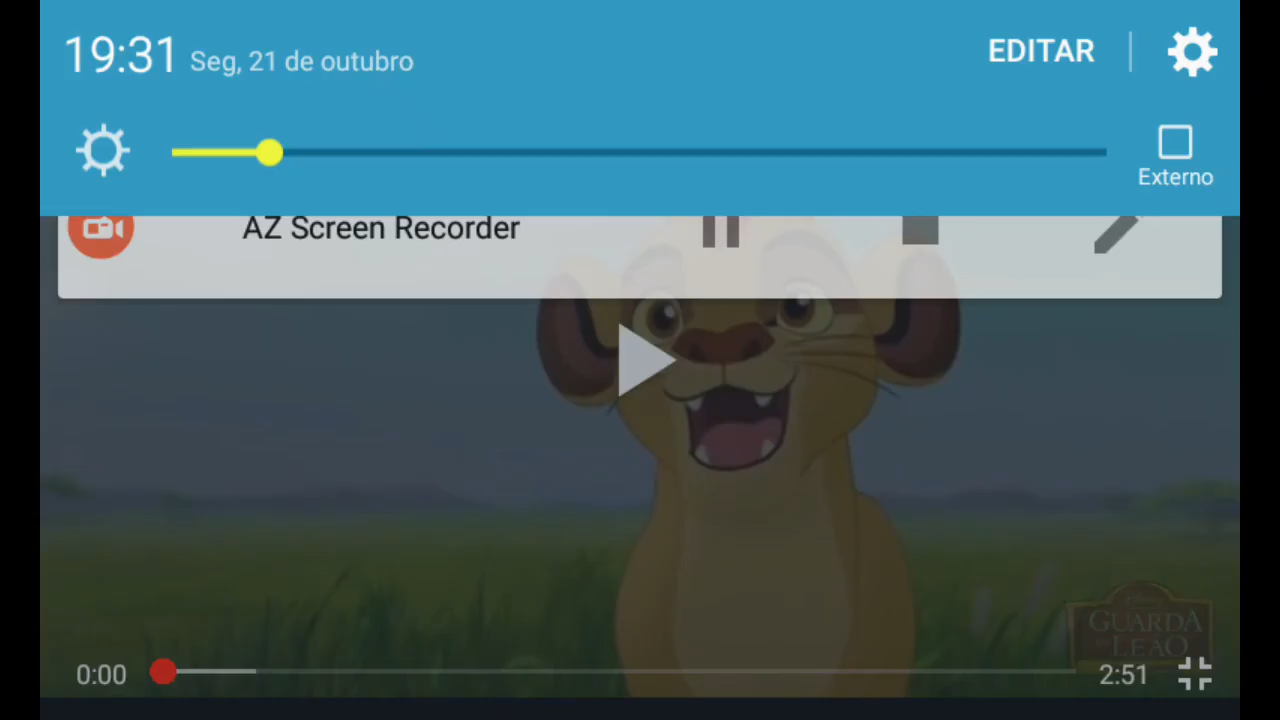 19:31 Seg, 21 de outubro EDITAR
Externo
AZ Screen Recorder
GUARDA
LEÃO
0:00 2:51